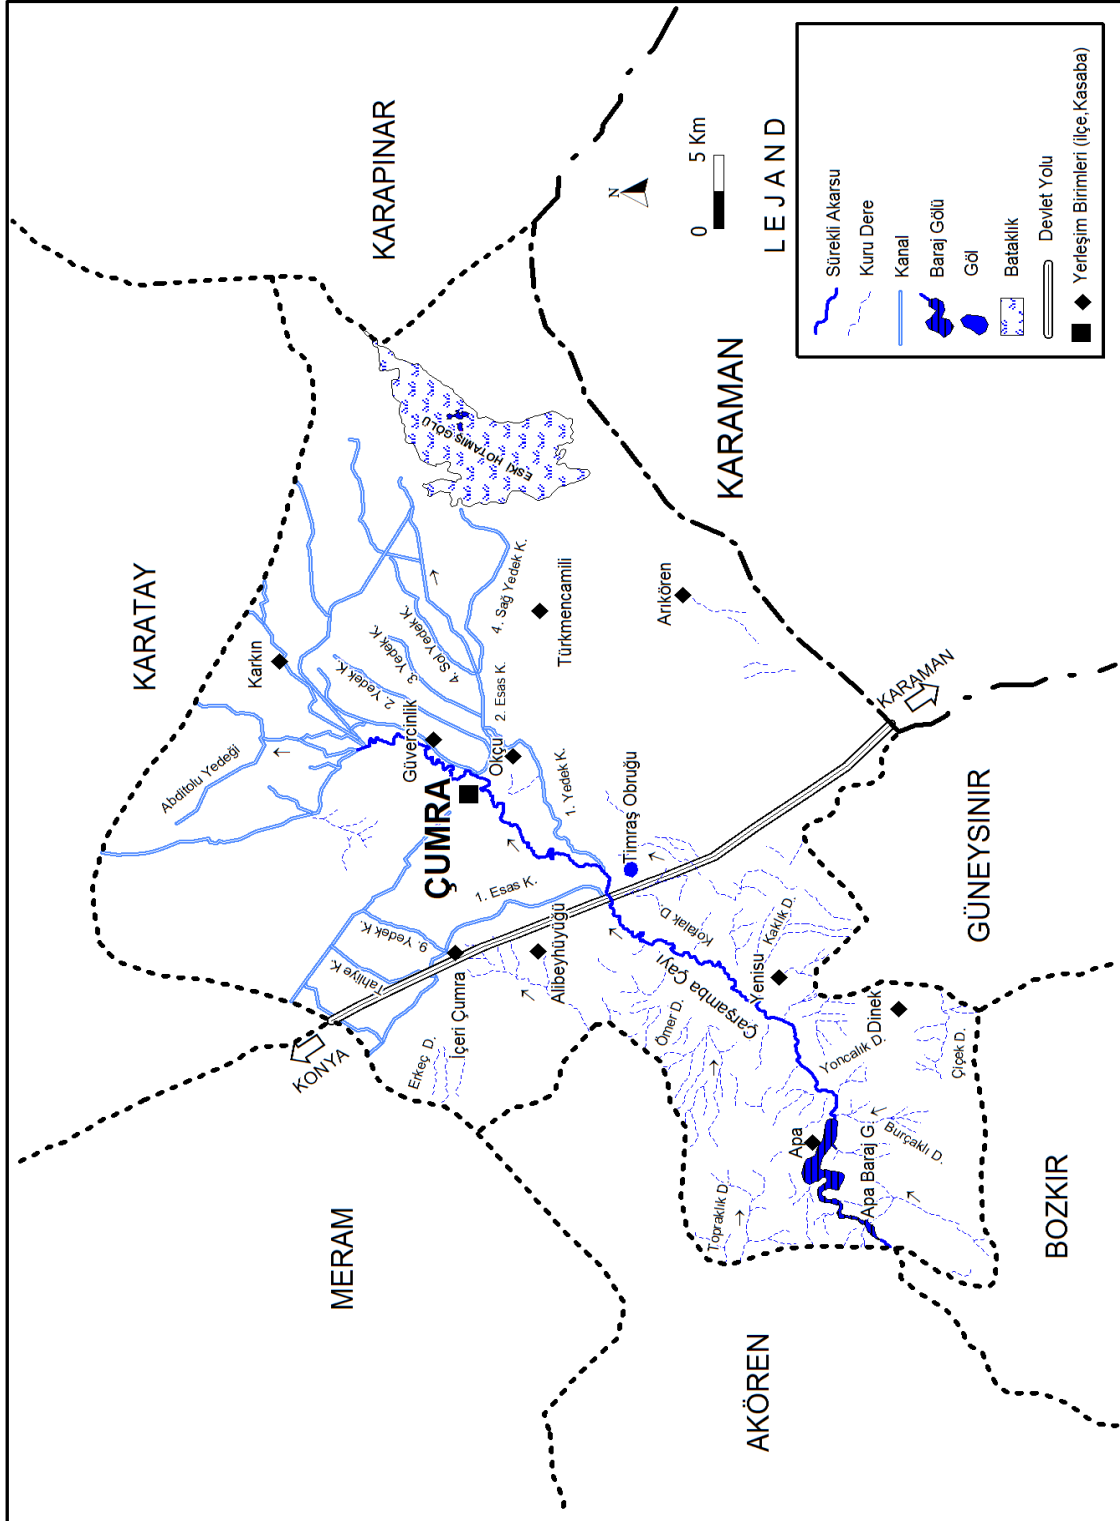 KARATAY
KARAPINAR
KARAMAN
MERAM
AKÖREN
BOZKIR
GÜNEYSINIR
KONYA
KARAMAN
ÇUMRA
Abditolu Yedeği
Karkın
Güvercinlik
Okçu
2. Yedek K.
3. Yedek K.
4. Sol Yedek K.
4. Sağ Yedek K.
2. Esas K.
1. Yedek K.
1. Esas K.
9. Yedek K.
Tahliye K.
ESKİ HOTAMIŞ GÖLÜ
Türkmencamili
Arıkören
İçeri Çumra
Alibeyhüyüğü
Erkeç D.
Timraş Obruğu
Çarşamba Çayı
Kofalak D.
Kaklık D.
Yenisu
Dinek
Ömer D.
Yoncalık D.
Çiçek D.
Burçaklı D.
Topraklık D.
Apa
Apa Baraj G.
N
0 5 Km
LEJAND
Sürekli Akarsu
Kuru Dere
Kanal
Baraj Gölü
Göl
Bataklık
Devlet Yolu
Yerleşim Birimleri (ilçe,Kasaba)